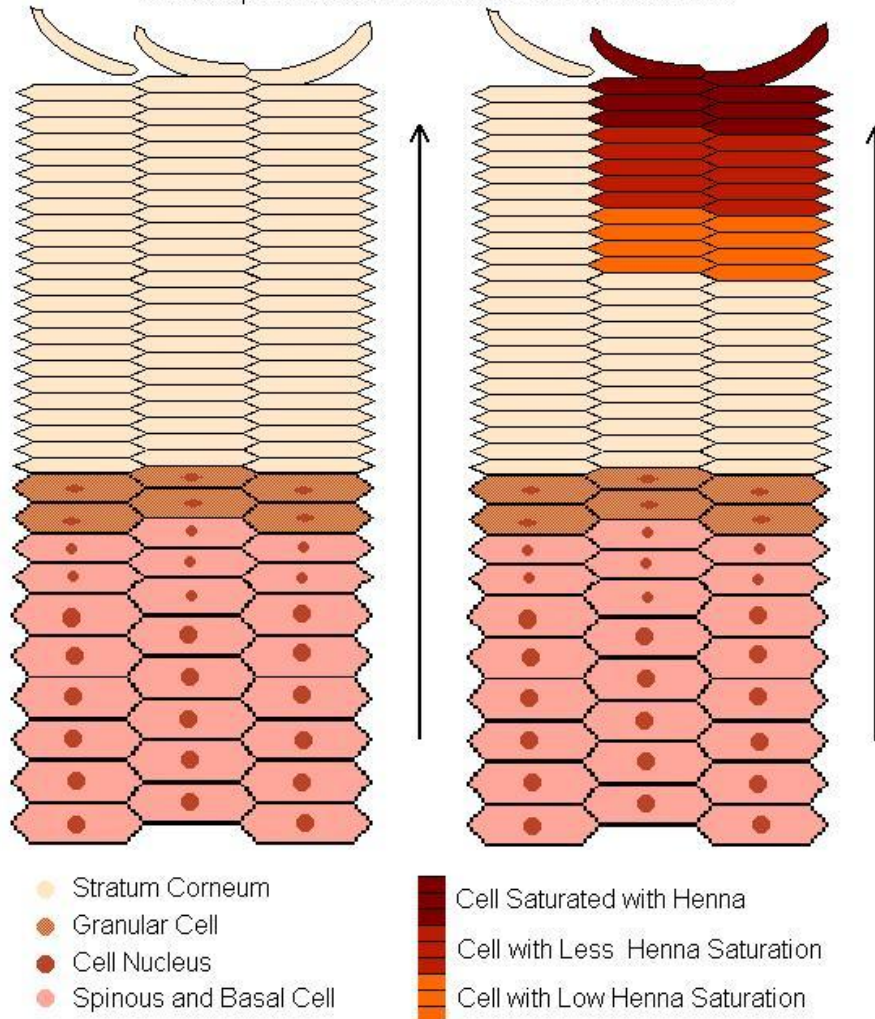 Stratum Corneum
Granular Cell
Cell Nucleus
Spinous and Basal Cell
Cell Saturated with Henna
Cell with Less Henna Saturation
Cell with Low Henna Saturation